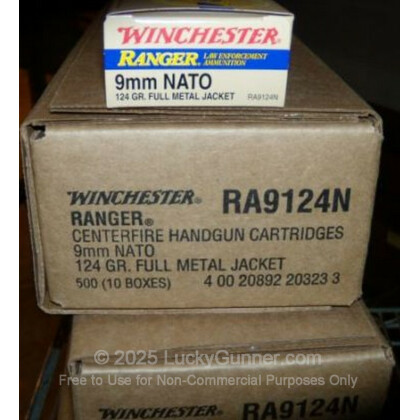 WINCHESTER®
RANGER® LAW ENFORCEMENT AMMUNITION
9mm NATO
124 GR. FULL METAL JACKET RA9124N
WINCHESTER® RA9124N
RANGER®
CENTERFIRE HANDGUN CARTRIDGES
9mm NATO
124 GR. FULL METAL JACKET
500 (10 BOXES) 4 00 20892 20323 3
© 2025 LuckyGunner.com
Free to Use for Non-Commercial Purposes Only
WINCHESTER® RA9124N